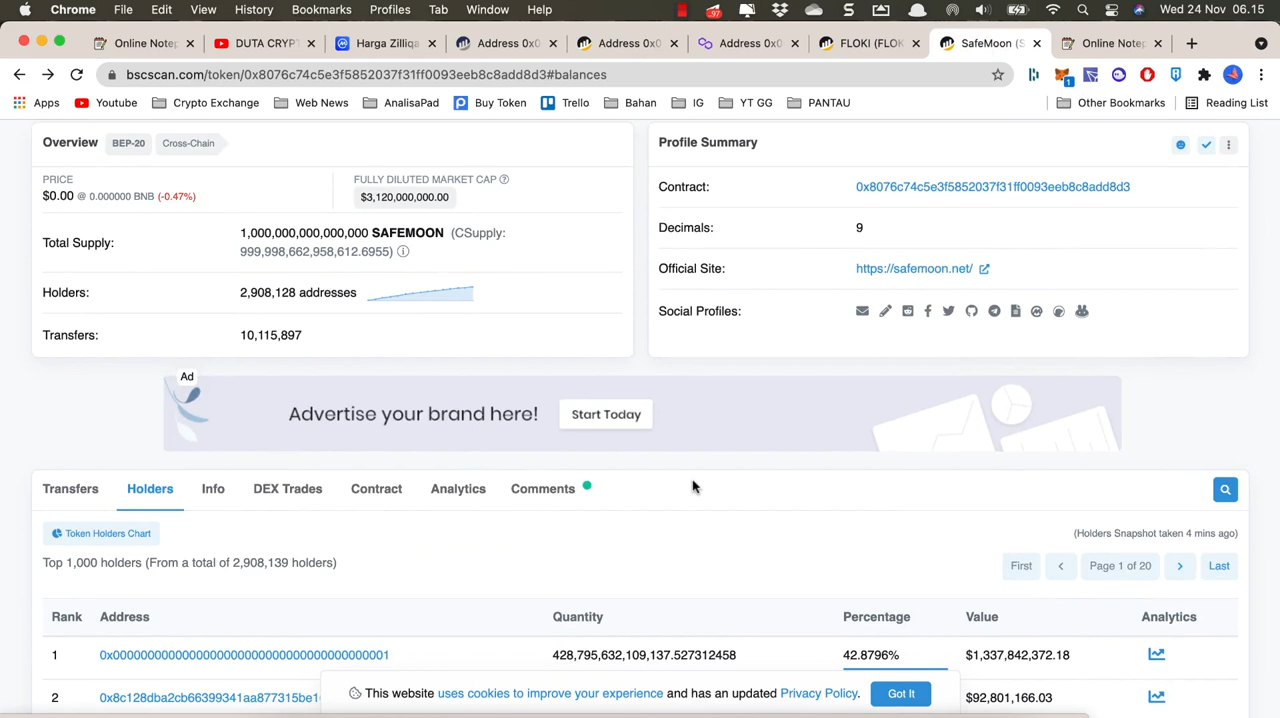 Chrome File Edit View History Bookmarks Profiles Tab Window Help 97 Wed 24 Nov 06.15
Online Notep DUTA CRYPT Harga Zilliqa Address 0x0 Address 0x0 Address 0x0 FLOKI (FLOK SafeMoon (S Online Notep
bscscan.com/token/0x8076c74c5e3f5852037f31ff0093eeb8c8add8d3#balances
Apps Youtube Crypto Exchange Web News AnalisaPad Buy Token Trello Bahan IG YT GG PANTAU Other Bookmarks Reading List
Overview BEP-20 Cross-Chain
PRICE
$0.00 @ 0.000000 BNB (-0.47%)
FULLY DILUTED MARKET CAP
$3,120,000,000.00
Total Supply:
1,000,000,000,000,000 SAFEMOON (CSupply:
999,998,662,958,612.6955)
Holders: 2,908,128 addresses
Transfers: 10,115,897
Profile Summary
Contract: 0x8076c74c5e3f5852037f31ff0093eeb8c8add8d3
Decimals: 9
Official Site: https://safemoon.net/
Social Profiles:
Ad
Advertise your brand here! Start Today
Transfers Holders Info DEX Trades Contract Analytics Comments
Token Holders Chart
(Holders Snapshot taken 4 mins ago)
Top 1,000 holders (From a total of 2,908,139 holders)
First Page 1 of 20 Last
Rank Address Quantity Percentage Value Analytics
1 0x0000000000000000000000000000000000000001 428,795,632,109,137.527312458 42.8796% $1,337,842,372.18
2 0x8c128dba2cb66399341aa877315be1 $92,801,166.03
This website uses cookies to improve your experience and has an updated Privacy Policy. Got It